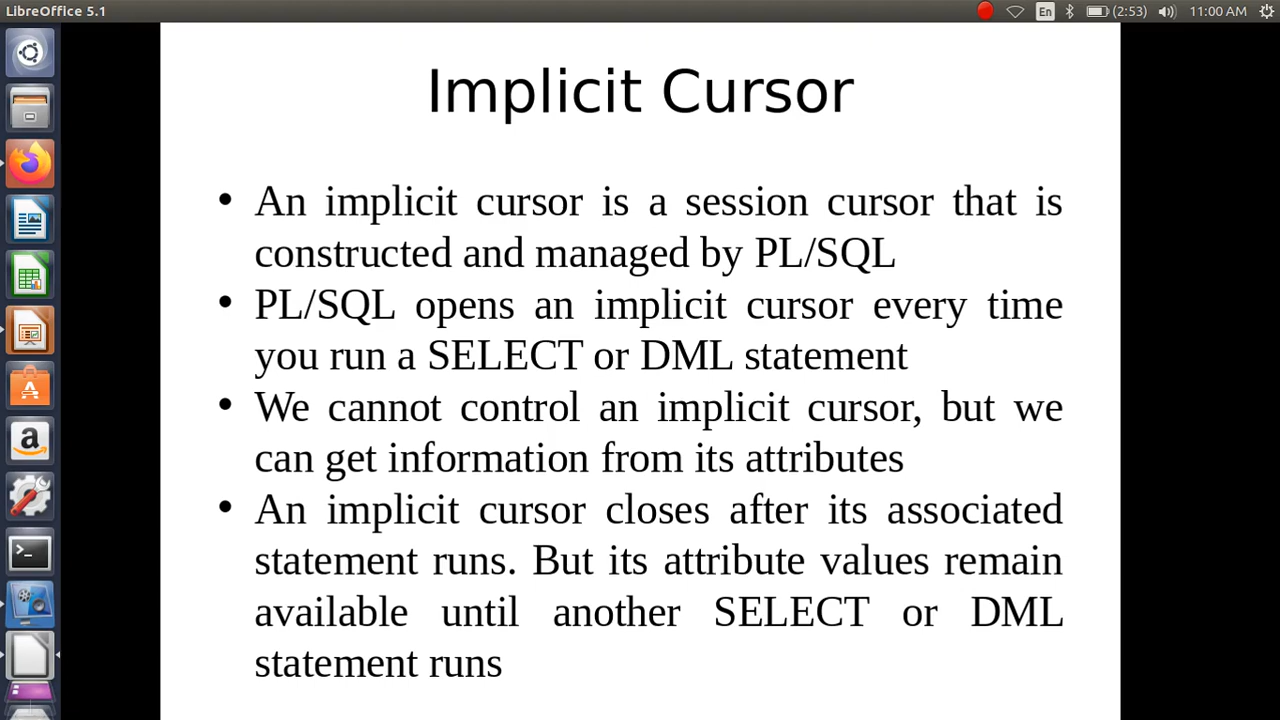 LibreOffice 5.1
En
(2:53)
11:00 AM
Implicit Cursor
• An implicit cursor is a session cursor that is
constructed and managed by PL/SQL
• PL/SQL opens an implicit cursor every time
you run a SELECT or DML statement
• We cannot control an implicit cursor, but we
can get information from its attributes
• An implicit cursor closes after its associated
statement runs. But its attribute values remain
available until another SELECT or DML
statement runs